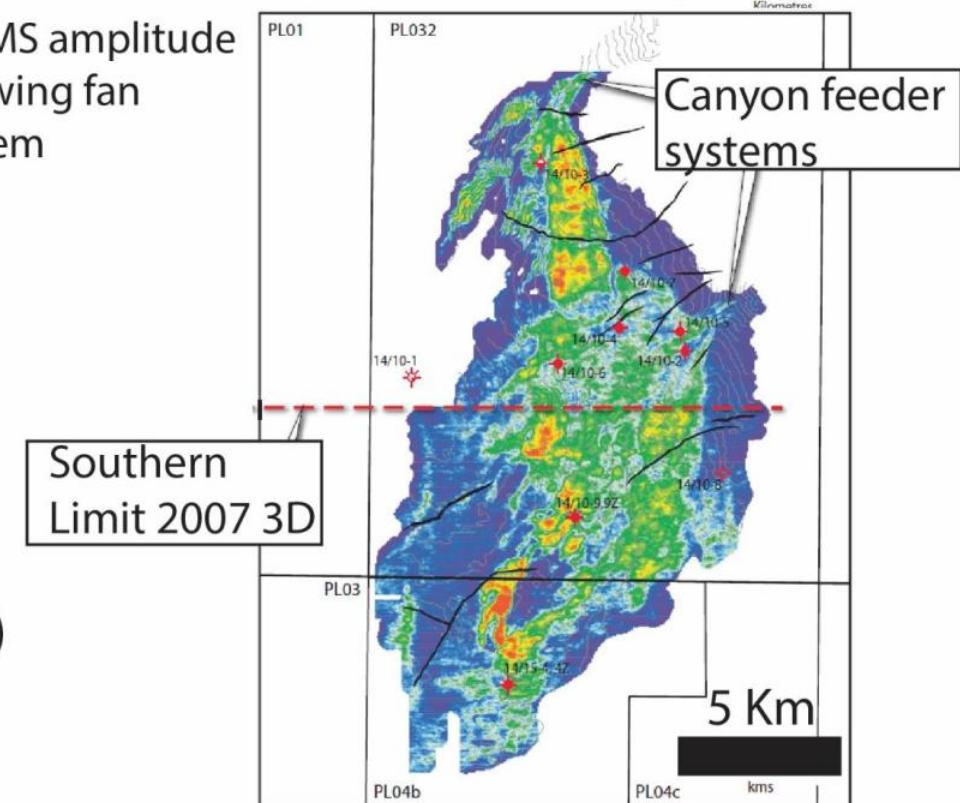 Kilometres
MS amplitude
wing fan
em
PL01
PL032
Canyon feeder
systems
14/10-3
14/10-7
14/10-5
14/10-4
14/10-2
14/10-1
14/10-6
Southern
Limit 2007 3D
14/10-8
14/10-9,9Z
PL03
5 Km
kms
PL04b
PL04c